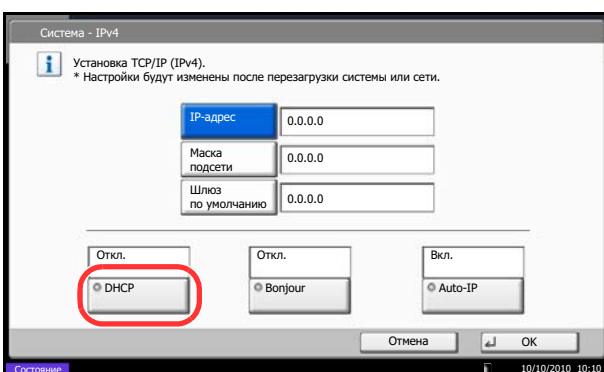 Система - IPv4
Установка TCP/IP (IPv4).
* Настройки будут изменены после перезагрузки системы или сети.
IP-адрес
0.0.0.0
Маска
подсети
0.0.0.0
Шлюз
по умолчанию
0.0.0.0
Откл.
Откл.
Вкл.
DHCP
Bonjour
Auto-IP
Отмена
OK
Состояние
10/10/2010 10:10